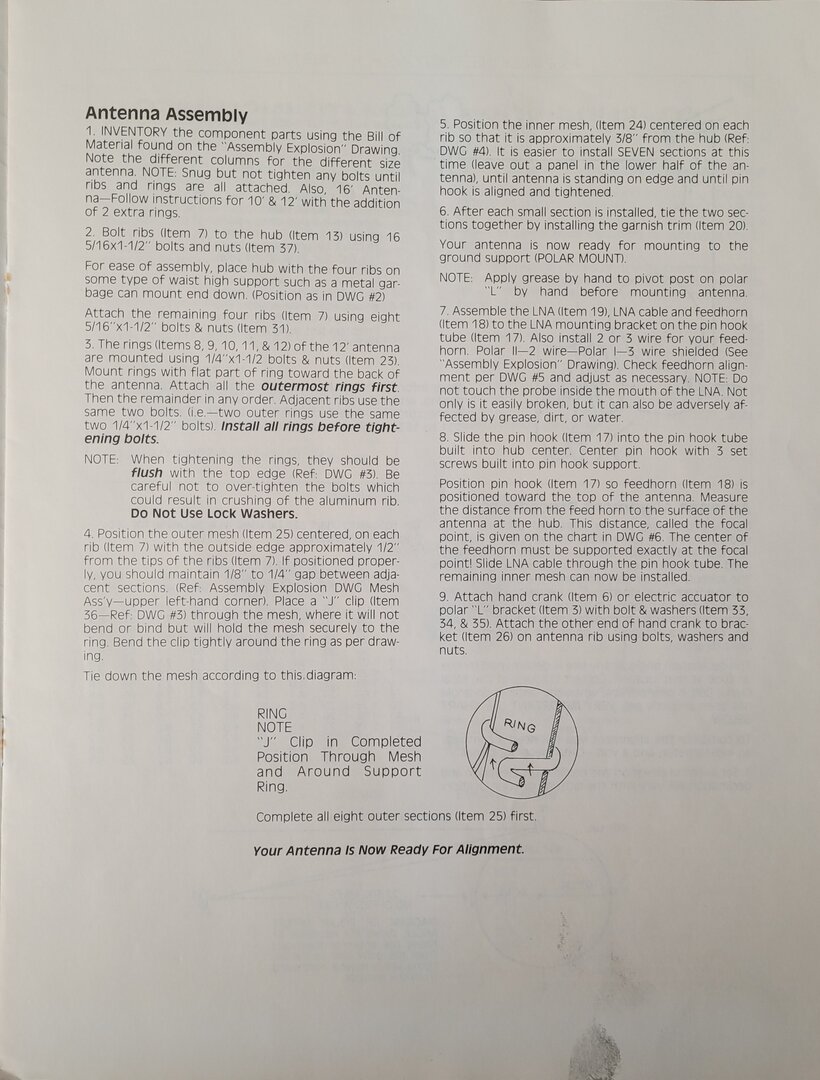 Antenna Assembly
1. INVENTORY the component parts using the Bill of
Material found on the "Assembly Explosion" Drawing.
Note the different columns for the different size
antenna. NOTE: Snug but not tighten any bolts until
ribs and rings are all attached. Also, 16' Anten-
na—Follow instructions for 10' & 12' with the addition
of 2 extra rings.
2. Bolt ribs (Item 7) to the hub (Item 13) using 16
5/16x1-1/2" bolts and nuts (Item 37).
For ease of assembly, place hub with the four ribs on
some type of waist high support such as a metal gar-
bage can mount end down. (Position as in DWG #2)
Attach the remaining four ribs (Item 7) using eight
5/16"x1-1/2" bolts & nuts (Item 31).
3. The rings (Items 8, 9, 10, 11, & 12) of the 12' antenna
are mounted using 1/4"x1-1/2 bolts & nuts (Item 23).
Mount rings with flat part of ring toward the back of
the antenna. Attach all the outermost rings first.
Then the remainder in any order. Adjacent ribs use the
same two bolts. (i.e.—two outer rings use the same
two 1/4"x1-1/2" bolts). Install all rings before tight-
ening bolts.
NOTE: When tightening the rings, they should be
flush with the top edge (Ref: DWG #3). Be
careful not to over-tighten the bolts which
could result in crushing of the aluminum rib.
Do Not Use Lock Washers.
4. Position the outer mesh (Item 25) centered, on each
rib (Item 7) with the outside edge approximately 1/2"
from the tips of the ribs (Item 7). If positioned proper-
ly, you should maintain 1/8" to 1/4" gap between adja-
cent sections. (Ref: Assembly Explosion DWG Mesh
Ass'y—upper left-hand corner). Place a "J" clip (Item
36—Ref: DWG #3) through the mesh, where it will not
bend or bind but will hold the mesh securely to the
ring. Bend the clip tightly around the ring as per draw-
ing.
Tie down the mesh according to this diagram:
5. Position the inner mesh, (Item 24) centered on each
rib so that it is approximately 3/8" from the hub (Ref:
DWG #4). It is easier to install SEVEN sections at this
time (leave out a panel in the lower half of the an-
tenna), until antenna is standing on edge and until pin
hook is aligned and tightened.
6. After each small section is installed, tie the two sec-
tions together by installing the garnish trim (Item 20).
Your antenna is now ready for mounting to the
ground support (POLAR MOUNT).
NOTE: Apply grease by hand to pivot post on polar
"L" by hand before mounting antenna.
7. Assemble the LNA (Item 19), LNA cable and feedhorn
(Item 18) to the LNA mounting bracket on the pin hook
tube (Item 17). Also install 2 or 3 wire for your feed-
horn. Polar II—2 wire—Polar I—3 wire shielded (See
"Assembly Explosion" Drawing). Check feedhorn align-
ment per DWG #5 and adjust as necessary. NOTE: Do
not touch the probe inside the mouth of the LNA. Not
only is it easily broken, but it can also be adversely af-
fected by grease, dirt, or water.
8. Slide the pin hook (Item 17) into the pin hook tube
built into hub center. Center pin hook with 3 set
screws built into pin hook support.
Position pin hook (Item 17) so feedhorn (Item 18) is
positioned toward the top of the antenna. Measure
the distance from the feed horn to the surface of the
antenna at the hub. This distance, called the focal
point, is given on the chart in DWG #6. The center of
the feedhorn must be supported exactly at the focal
point! Slide LNA cable through the pin hook tube. The
remaining inner mesh can now be installed.
9. Attach hand crank (Item 6) or electric accuator to
polar "L" bracket (Item 3) with bolt & washers (Item 33,
34, & 35). Attach the other end of hand crank to brac-
ket (Item 26) on antenna rib using bolts, washers and
nuts.
RING
NOTE
"J" Clip in Completed
Position Through Mesh
and Around Support
Ring.
RING
Complete all eight outer sections (Item 25) first.
Your Antenna Is Now Ready For Alignment.